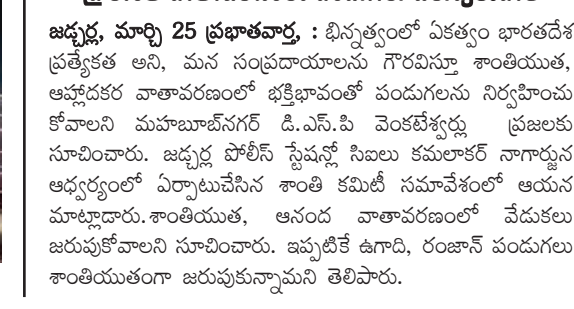 జడ్చర్ల, మార్చి 25 ప్రభాతవార్త, : భిన్నత్వంలో ఏకత్వం భారతదేశ
ప్రత్యేకత అని, మన సంప్రదాయాలను గౌరవిస్తూ శాంతియుత,
ఆహ్లాదకర వాతావరణంలో భక్తిభావంతో పండుగలను నిర్వహించు
కోవాలని మహబూబ్‌నగర్ డి.ఎస్.పి వెంకటేశ్వర్లు ప్రజలకు
సూచించారు. జడ్చర్ల పోలీస్ స్టేషన్లో సిఐలు కమలాకర్ నాగార్జున
ఆధ్వర్యంలో ఏర్పాటుచేసిన శాంతి కమిటీ సమావేశంలో ఆయన
మాట్లాడారు.శాంతియుత, ఆనంద వాతావరణంలో వేడుకలు
జరుపుకోవాలని సూచించారు. ఇప్పటికే ఉగాది, రంజాన్ పండుగలు
శాంతియుతంగా జరుపుకున్నామని తెలిపారు.